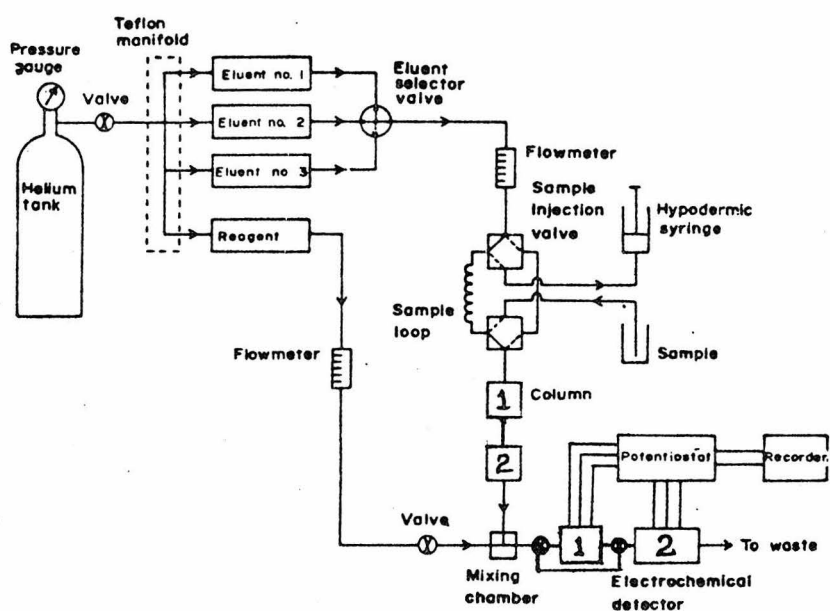 Teflon
manifold
Pressure
gauge
Valve
Helium
tank
Eluent no. 1
Eluent no. 2
Eluent no 3
Reagent
Eluent
selector
valve
Flowmeter
Sample
injection
valve
Hypodermic
syringe
Sample
loop
Sample
Flowmeter
1
Column
2
Potentiostat
Recorder
Valve
Mixing
chamber
1
2
To waste
Electrochemical
detector